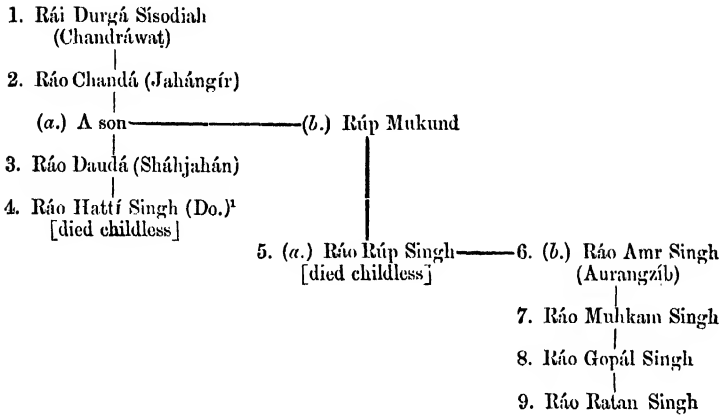 1. Rái Durgá Sísodiah
(Chandráwaṭ)
2. Ráo Chandá (Jahángír)
(a.) A son (b.) Rúp Mukund
3. Ráo Daudá (Sháhjahán)
4. Ráo Hattí Singh (Do.)¹
[died childless]
5. (a.) Ráo Rúp Singh 6. (b.) Ráo Amr Singh
[died childless] (Aurangzíb)
7. Ráo Muhkam Singh
8. Ráo Gopál Singh
9. Ráo Ratan Singh